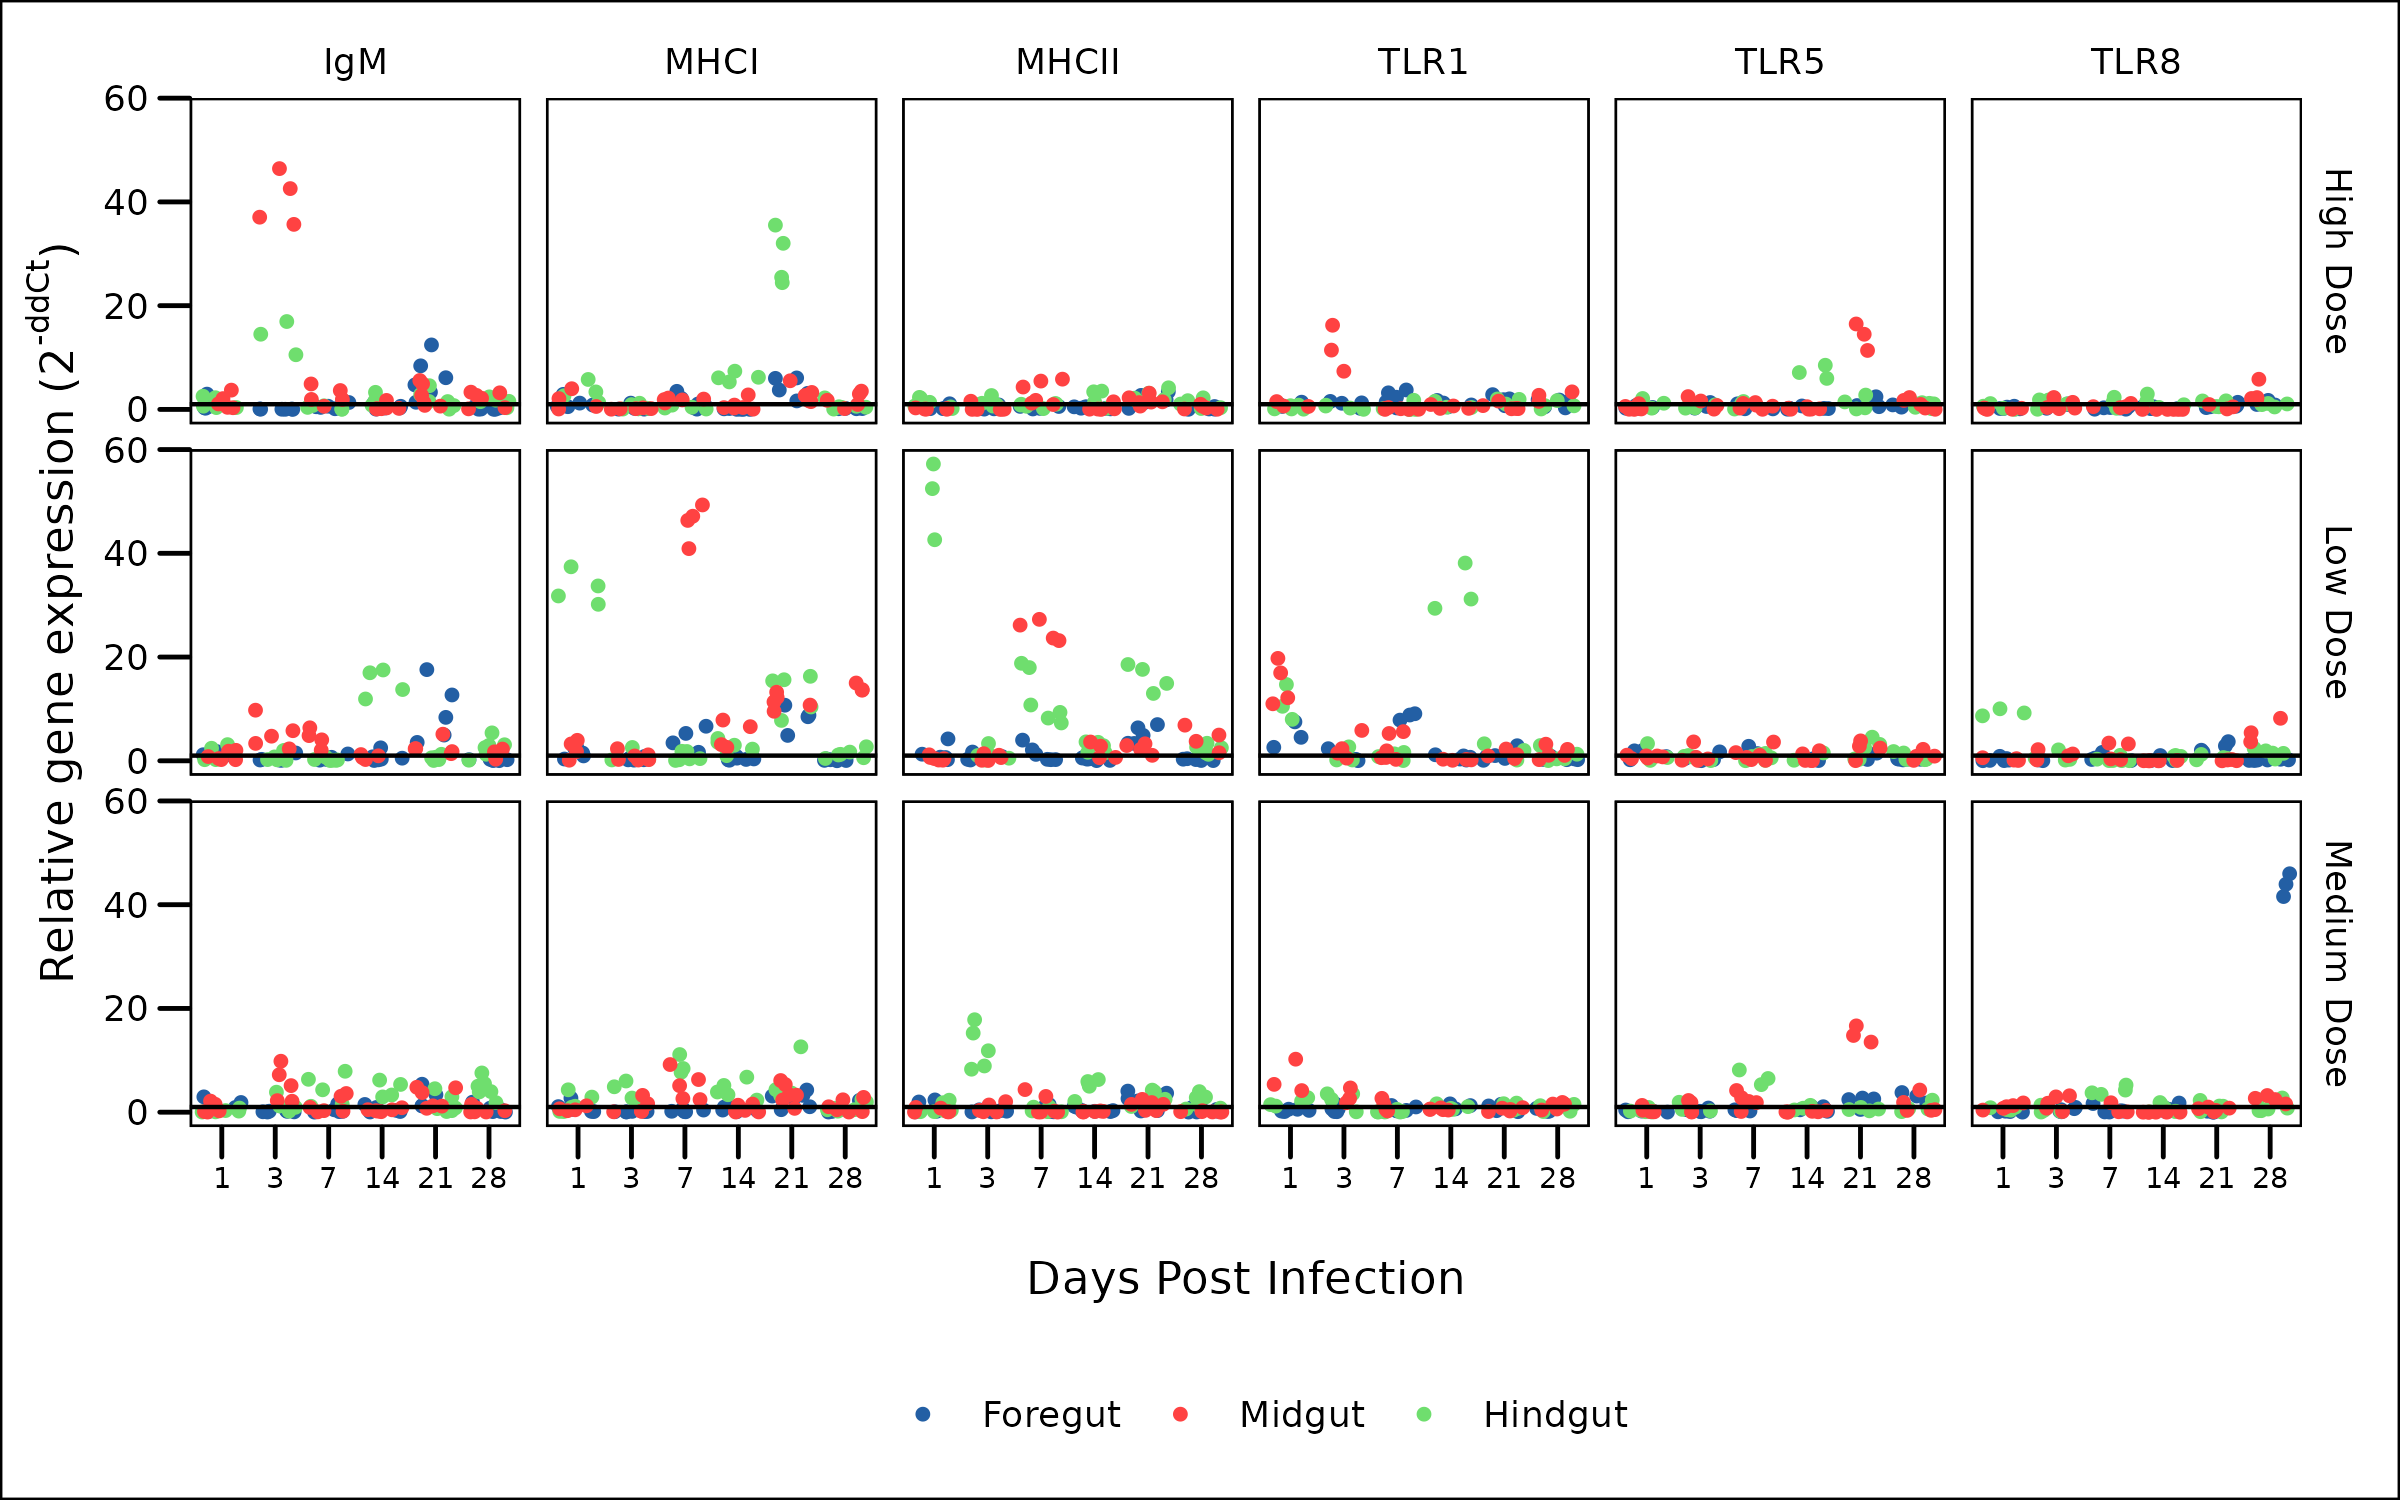 IgM MHCI MHCII TLR1 TLR5 TLR8
Relative gene expression (2^-ddCt)
60
40
20
0
High Dose
60
40
20
0
Low Dose
60
40
20
0
Medium Dose
1 3 7 14 21 28 1 3 7 14 21 28 1 3 7 14 21 28 1 3 7 14 21 28 1 3 7 14 21 28 1 3 7 14 21 28
Days Post Infection
Foregut Midgut Hindgut